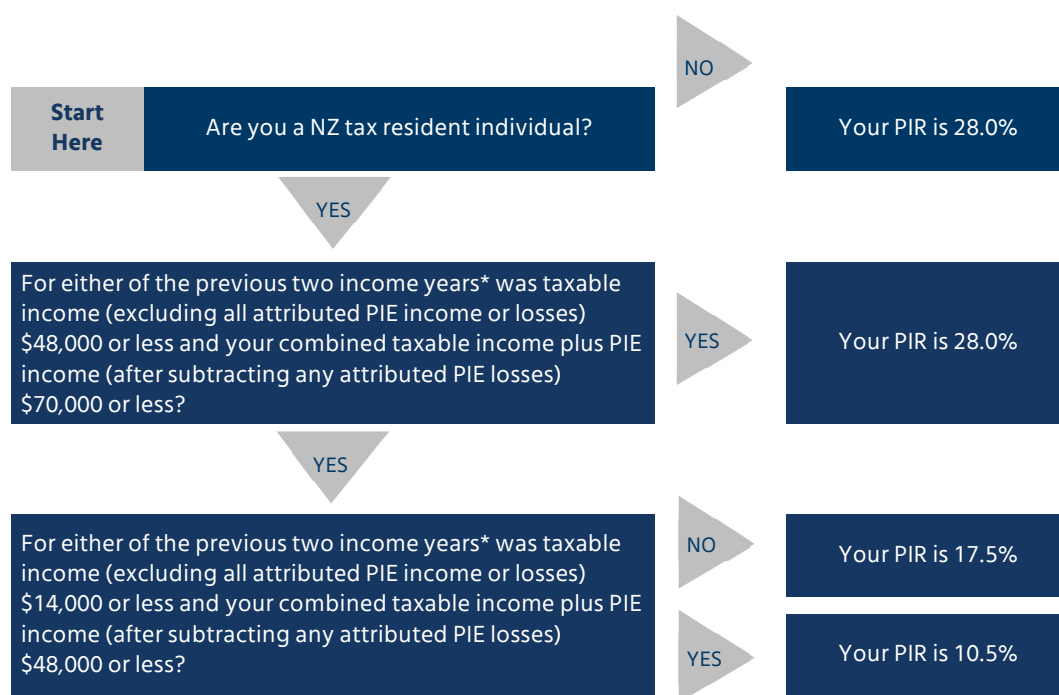 NO
Start
Here
Are you a NZ tax resident individual?
Your PIR is 28.0%
YES
For either of the previous two income years* was taxable
income (excluding all attributed PIE income or losses)
$48,000 or less and your combined taxable income plus PIE
income (after subtracting any attributed PIE losses)
$70,000 or less?
YES
Your PIR is 28.0%
YES
For either of the previous two income years* was taxable
income (excluding all attributed PIE income or losses)
$14,000 or less and your combined taxable income plus PIE
income (after subtracting any attributed PIE losses)
$48,000 or less?
NO
Your PIR is 17.5%
YES
Your PIR is 10.5%